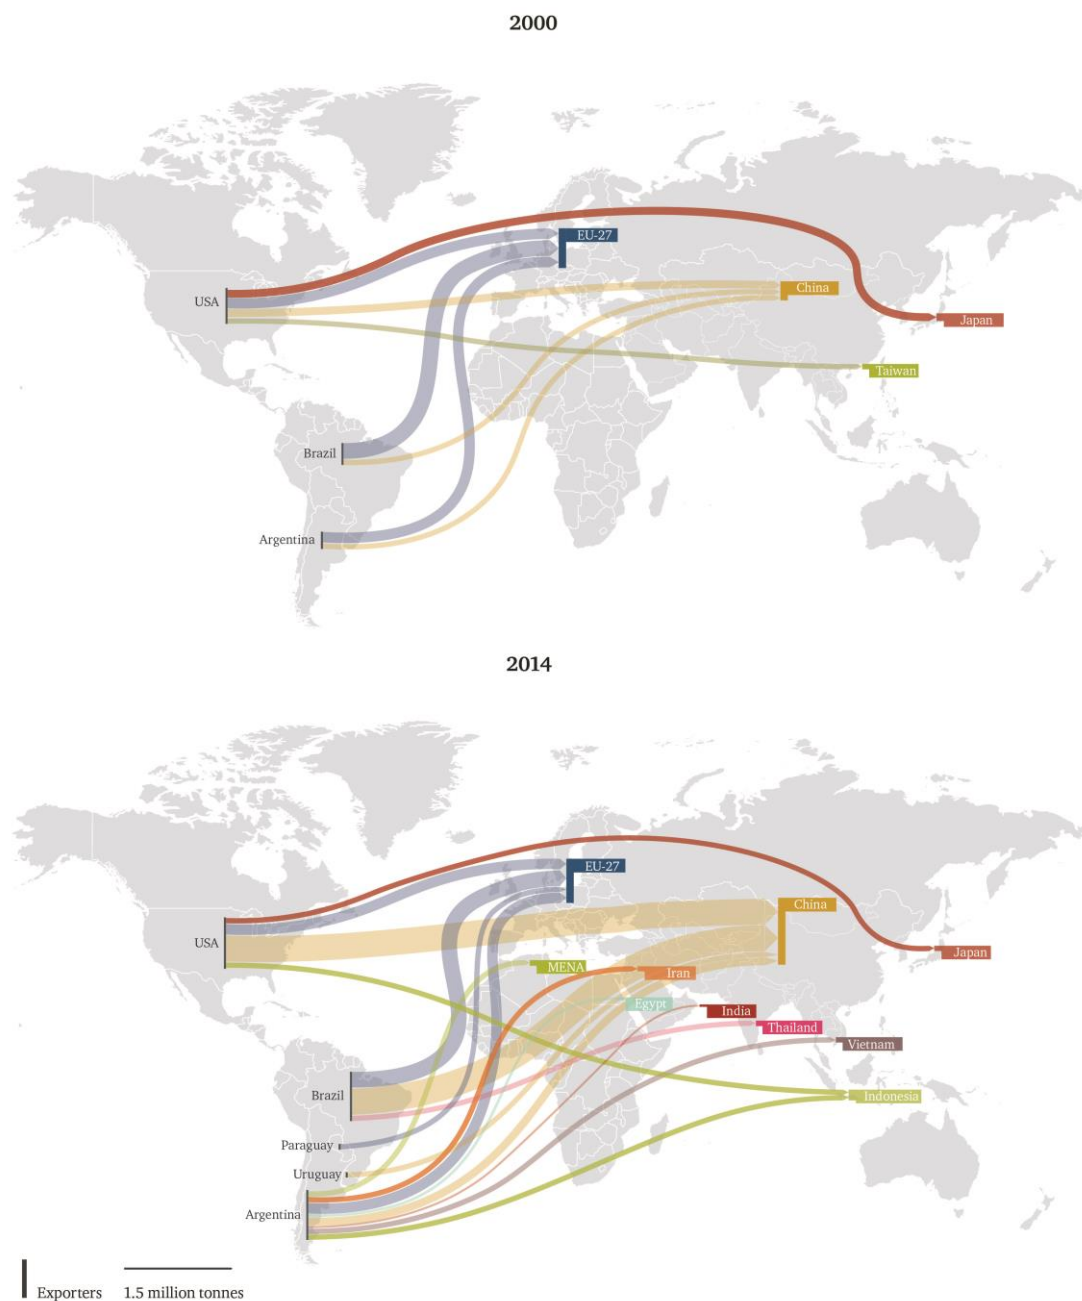 2000
EU-27
USA
China
Japan
Taiwan
Brazil
Argentina
2014
EU-27
China
USA
Japan
MENA
Iran
Egypt
India
Thailand
Vietnam
Brazil
Indonesia
Paraguay
Uruguay
Argentina
Exporters 1.5 million tonnes